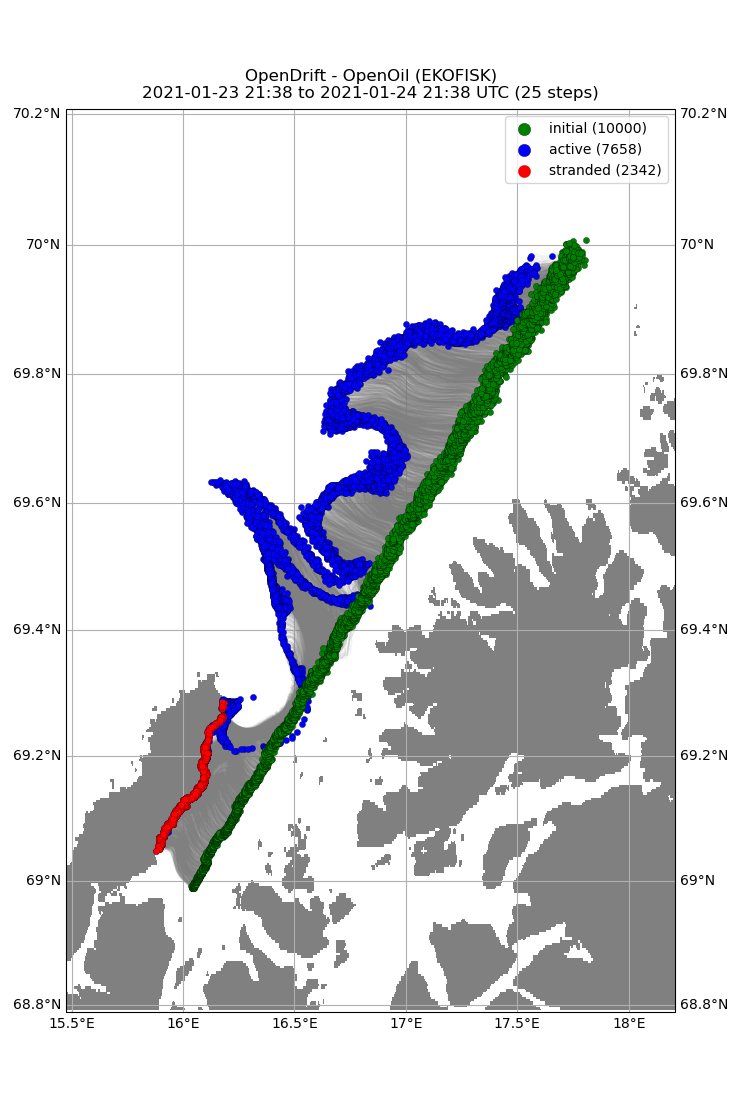 OpenDrift - OpenOil (EKOFISK)
2021-01-23 21:38 to 2021-01-24 21:38 UTC (25 steps)
70.2°N
70.2°N
initial (10000)
active (7658)
stranded (2342)
70°N
70°N
69.8°N
69.8°N
69.6°N
69.6°N
69.4°N
69.4°N
69.2°N
69.2°N
69°N
69°N
68.8°N
68.8°N
15.5°E
16°E
16.5°E
17°E
17.5°E
18°E